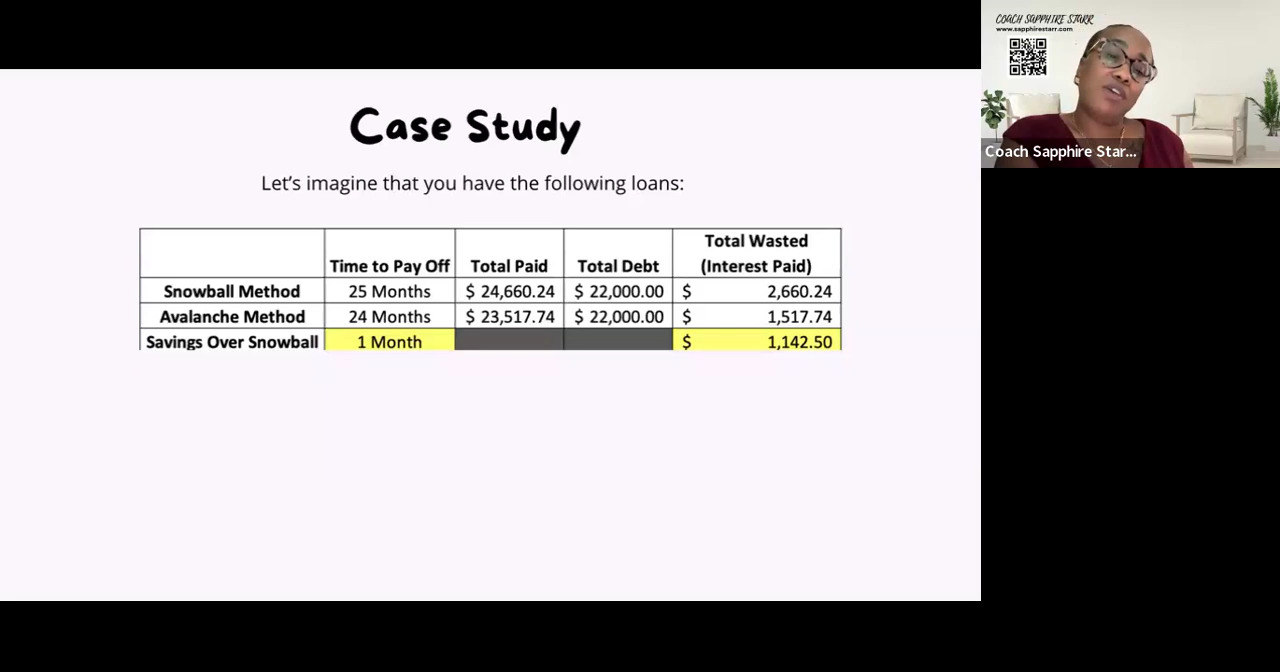 COACH SAPPHIRE STARR
www.sapphirestarr.com
Coach Sapphire Star...
Case Study
Let's imagine that you have the following loans:
Time to Pay Off Total Paid Total Debt Total Wasted (Interest Paid)
Snowball Method 25 Months $ 24,660.24 $ 22,000.00 $ 2,660.24
Avalanche Method 24 Months $ 23,517.74 $ 22,000.00 $ 1,517.74
Savings Over Snowball 1 Month $ 1,142.50